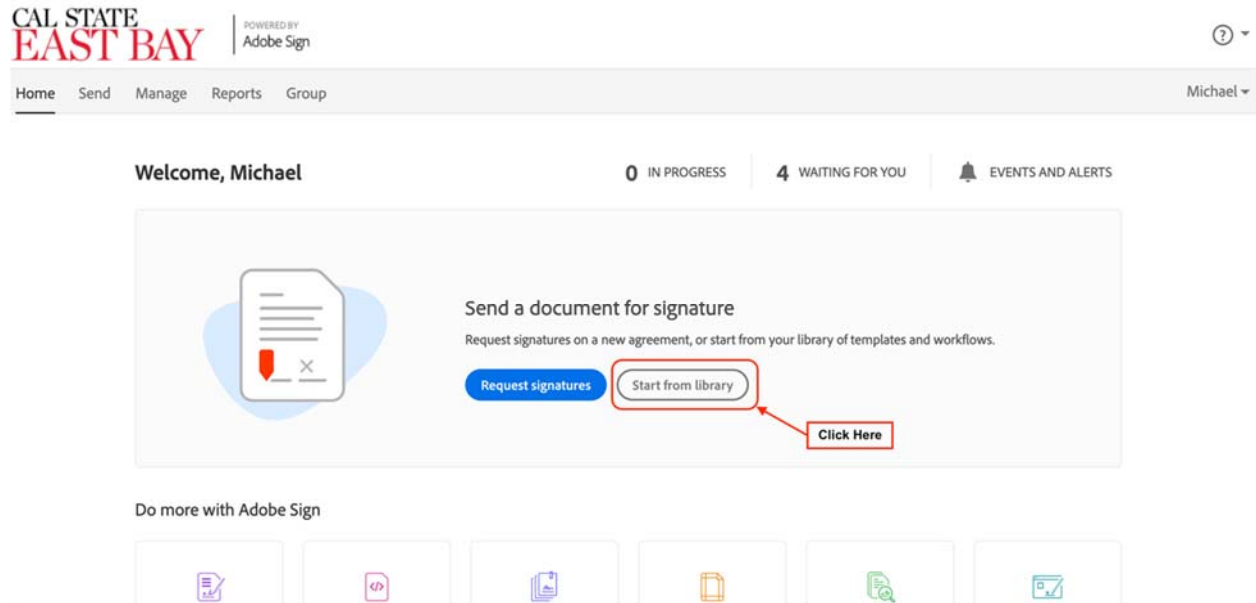 CAL STATE
EAST BAY
POWERED BY
Adobe Sign
Home Send Manage Reports Group Michael
Welcome, Michael 0 IN PROGRESS 4 WAITING FOR YOU EVENTS AND ALERTS
Send a document for signature
Request signatures on a new agreement, or start from your library of templates and workflows.
Request signatures Start from library
Click Here
Do more with Adobe Sign